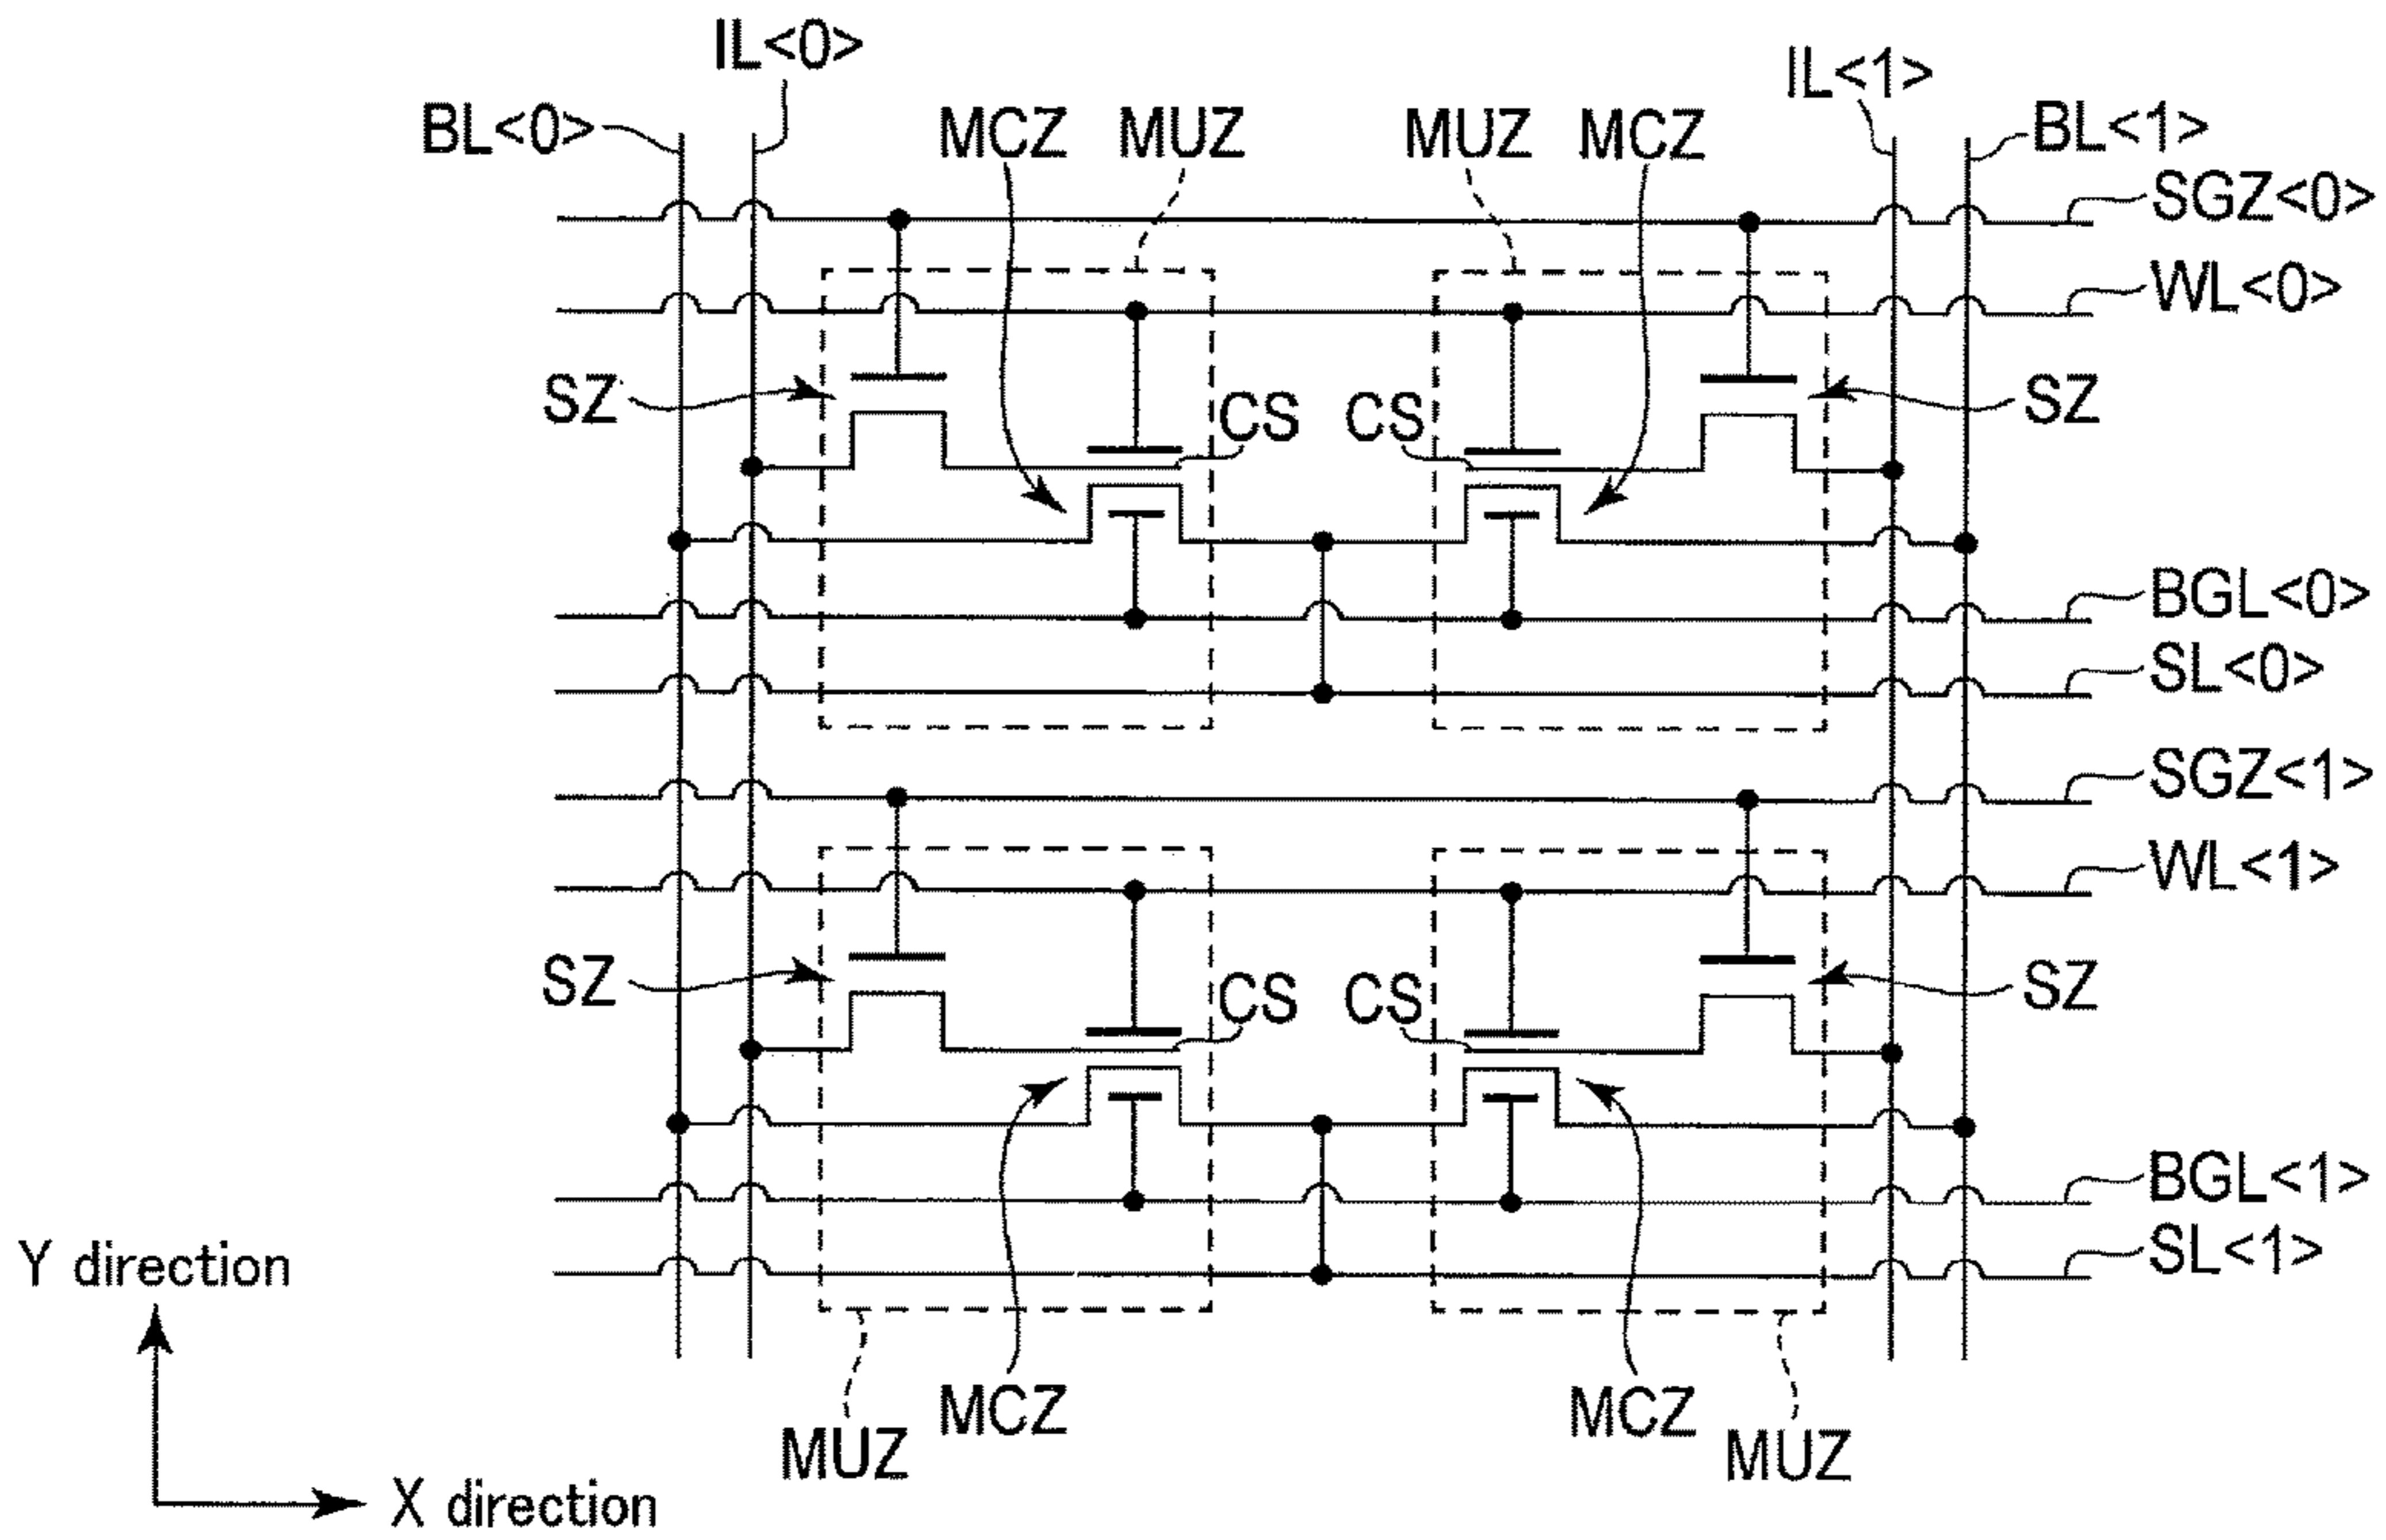 IL<0>
IL<1>
BL<0>
MCZ
MUZ
MUZ
MCZ
BL<1>
SGZ<0>
WL<0>
SZ
CS
CS
SZ
BGL<0>
SL<0>
SGZ<1>
WL<1>
SZ
CS
CS
SZ
BGL<1>
SL<1>
Y direction
MCZ
MCZ
MUZ
MUZ
X direction